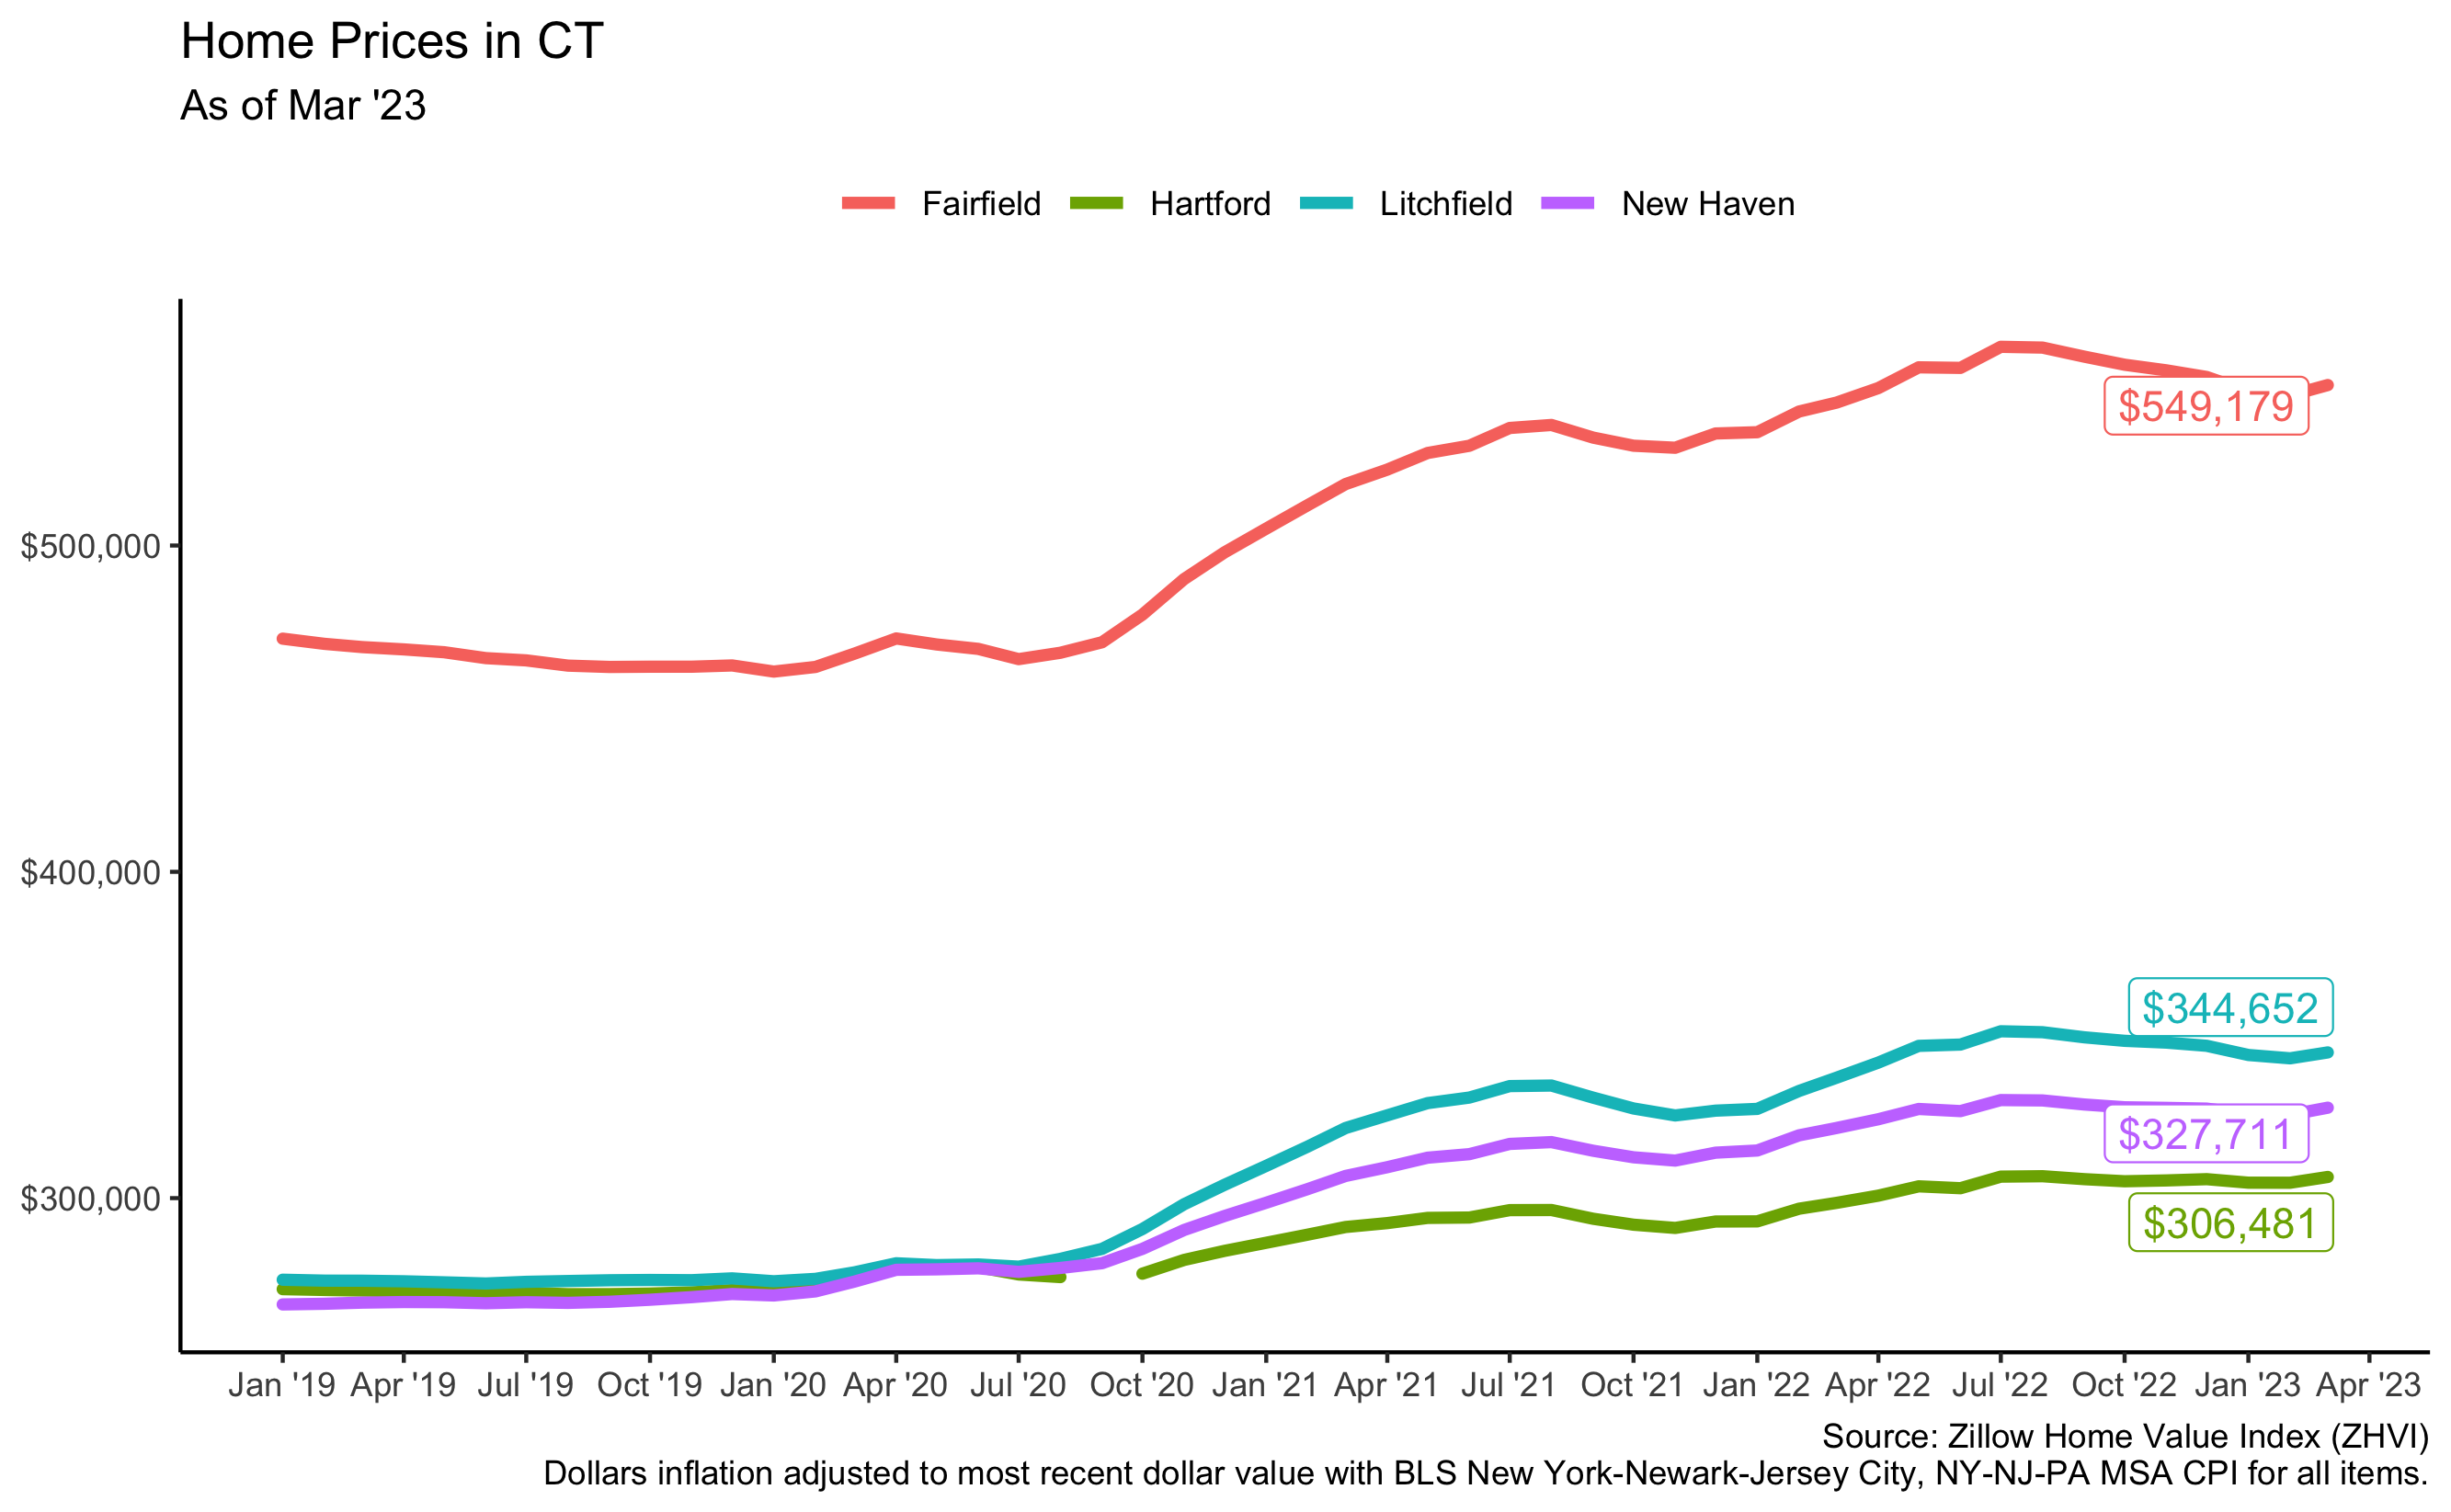 Home Prices in CT
As of Mar '23
Fairfield Hartford Litchfield New Haven
$549,179
$500,000
$400,000
$344,652
$327,711
$300,000
$306,481
Jan '19 Apr '19 Jul '19 Oct '19 Jan '20 Apr '20 Jul '20 Oct '20 Jan '21 Apr '21 Jul '21 Oct '21 Jan '22 Apr '22 Jul '22 Oct '22 Jan '23 Apr '23
Source: Zillow Home Value Index (ZHVI)
Dollars inflation adjusted to most recent dollar value with BLS New York-Newark-Jersey City, NY-NJ-PA MSA CPI for all items.